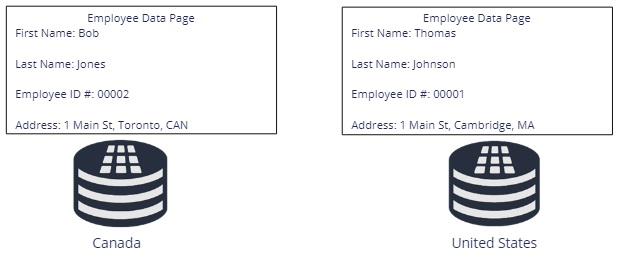 Employee Data Page
First Name: Bob
Last Name: Jones
Employee ID #: 00002
Address: 1 Main St, Toronto, CAN
Canada
Employee Data Page
First Name: Thomas
Last Name: Johnson
Employee ID #: 00001
Address: 1 Main St, Cambridge, MA
United States